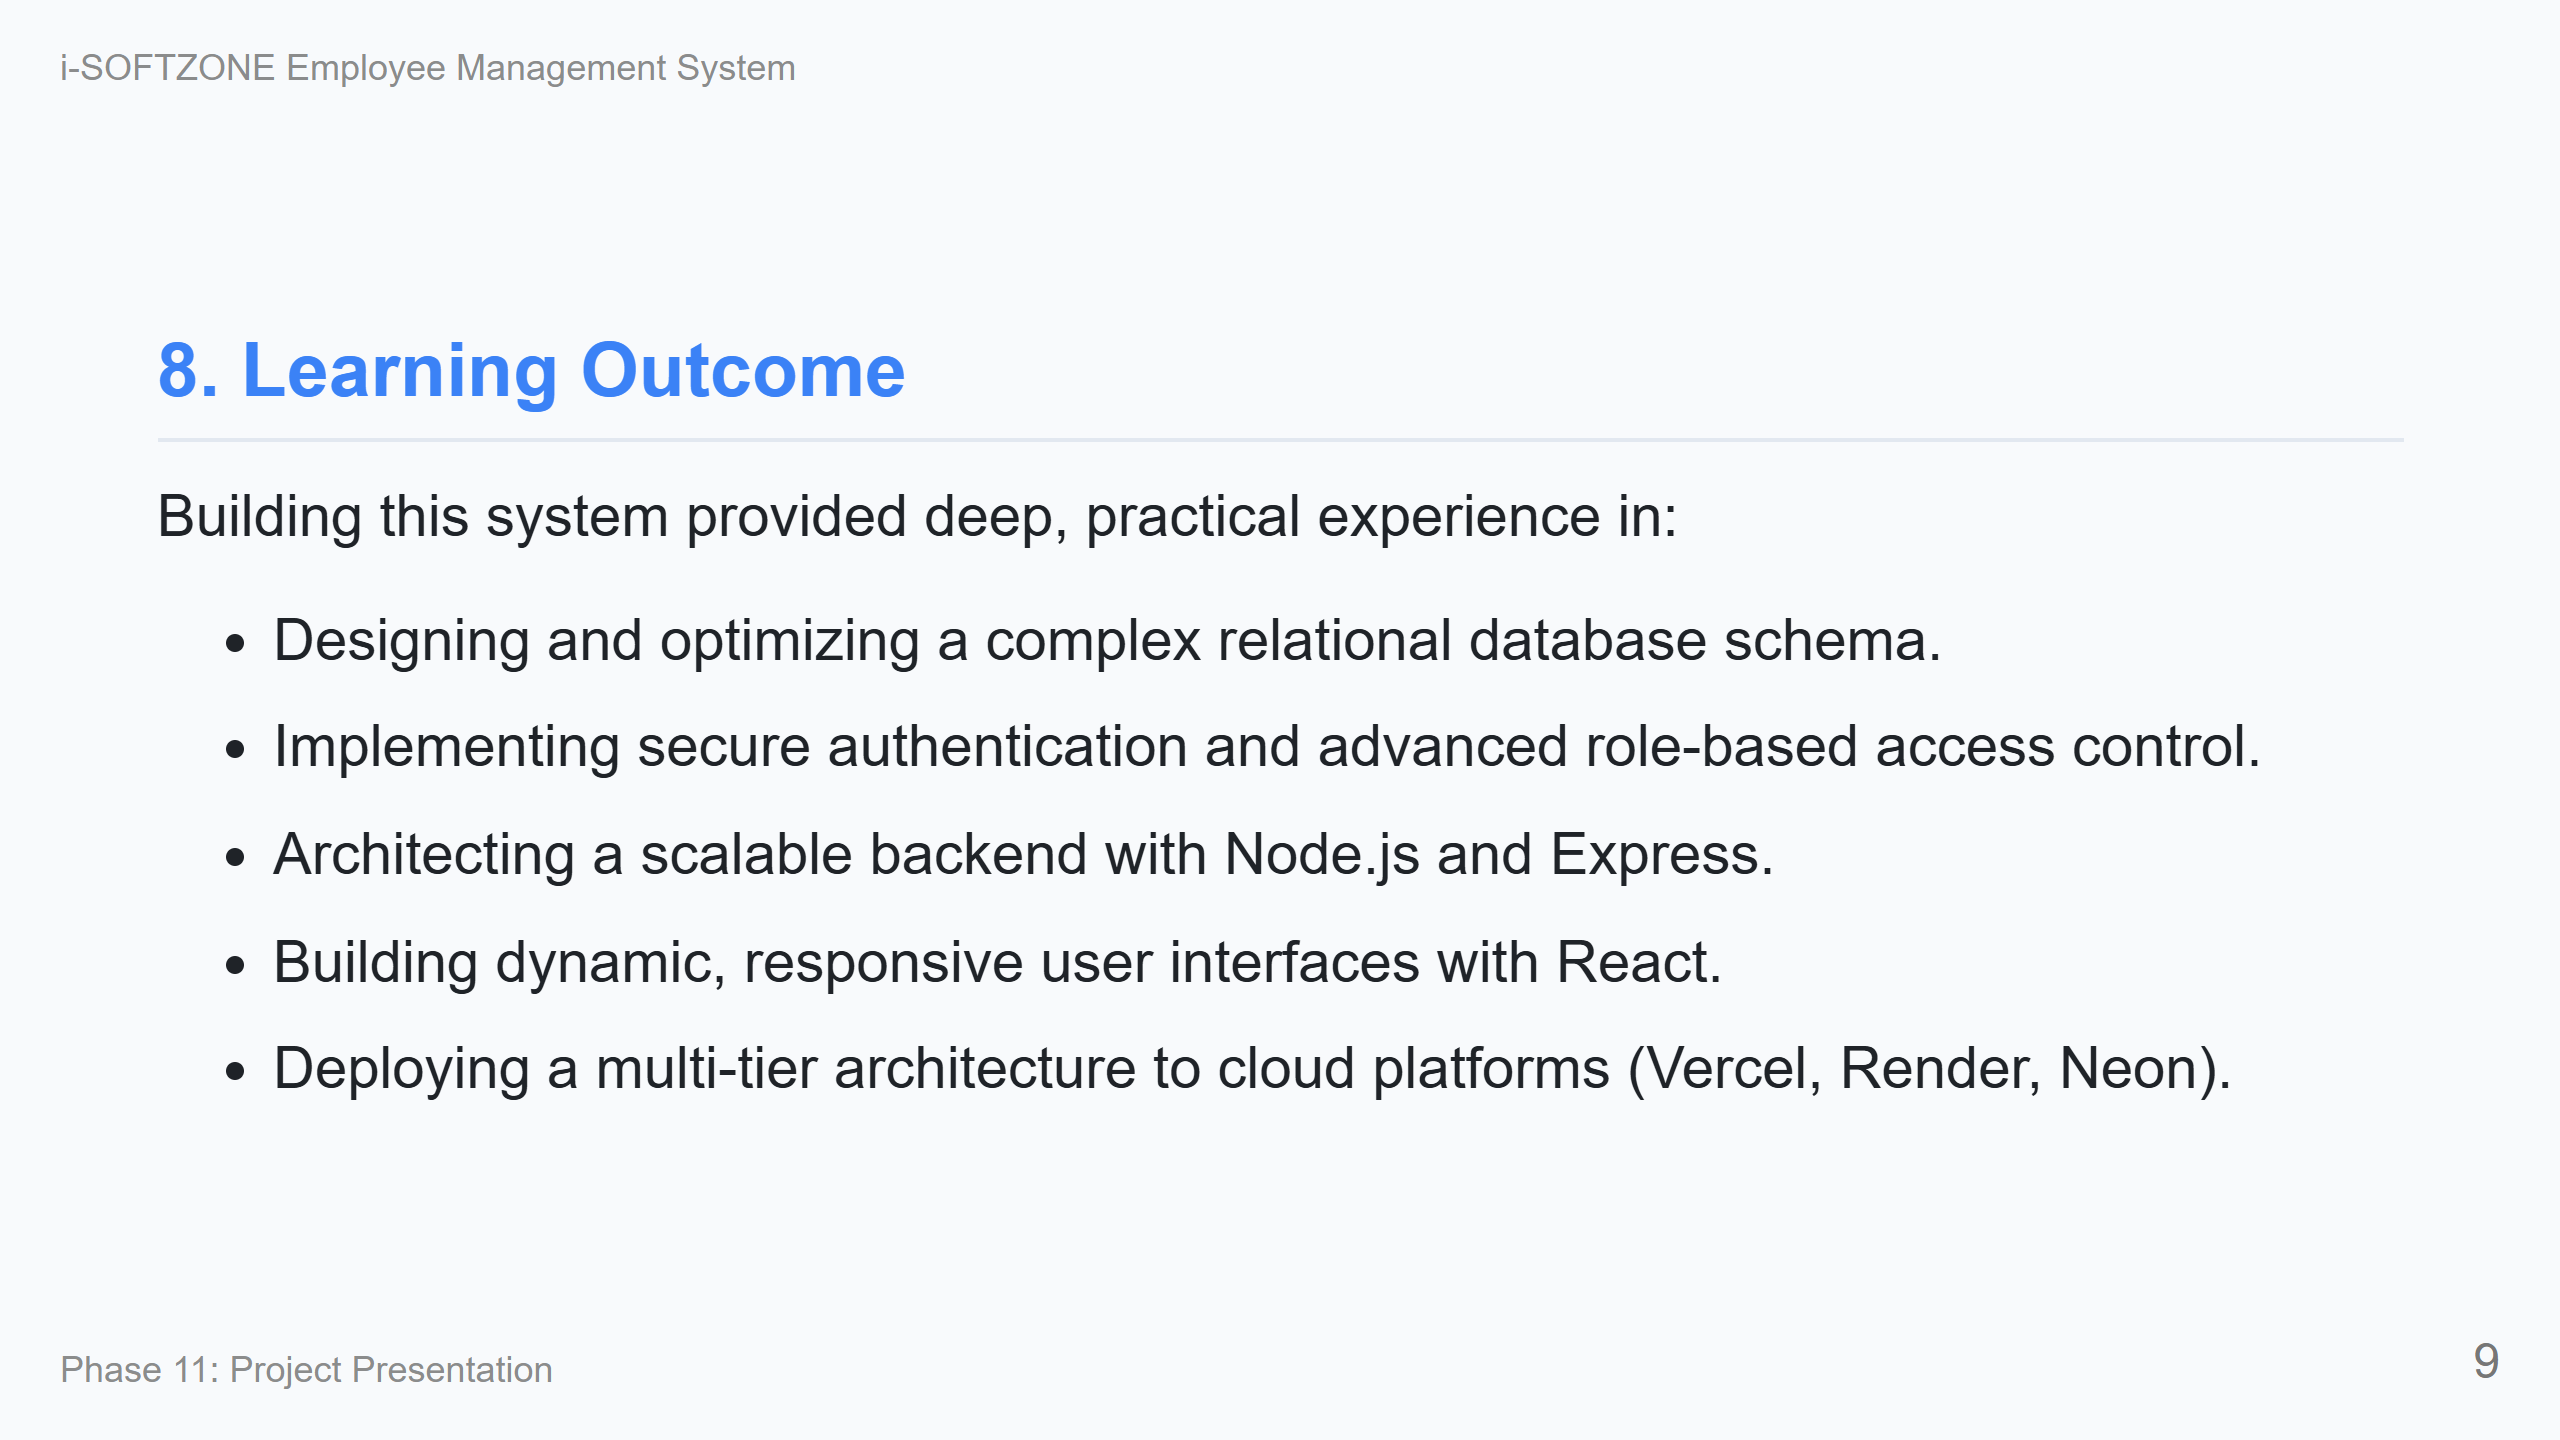 i-SOFTZONE Employee Management System
8. Learning Outcome
Building this system provided deep, practical experience in:
• Designing and optimizing a complex relational database schema.
• Implementing secure authentication and advanced role-based access control.
• Architecting a scalable backend with Node.js and Express.
• Building dynamic, responsive user interfaces with React.
• Deploying a multi-tier architecture to cloud platforms (Vercel, Render, Neon).
Phase 11: Project Presentation
9